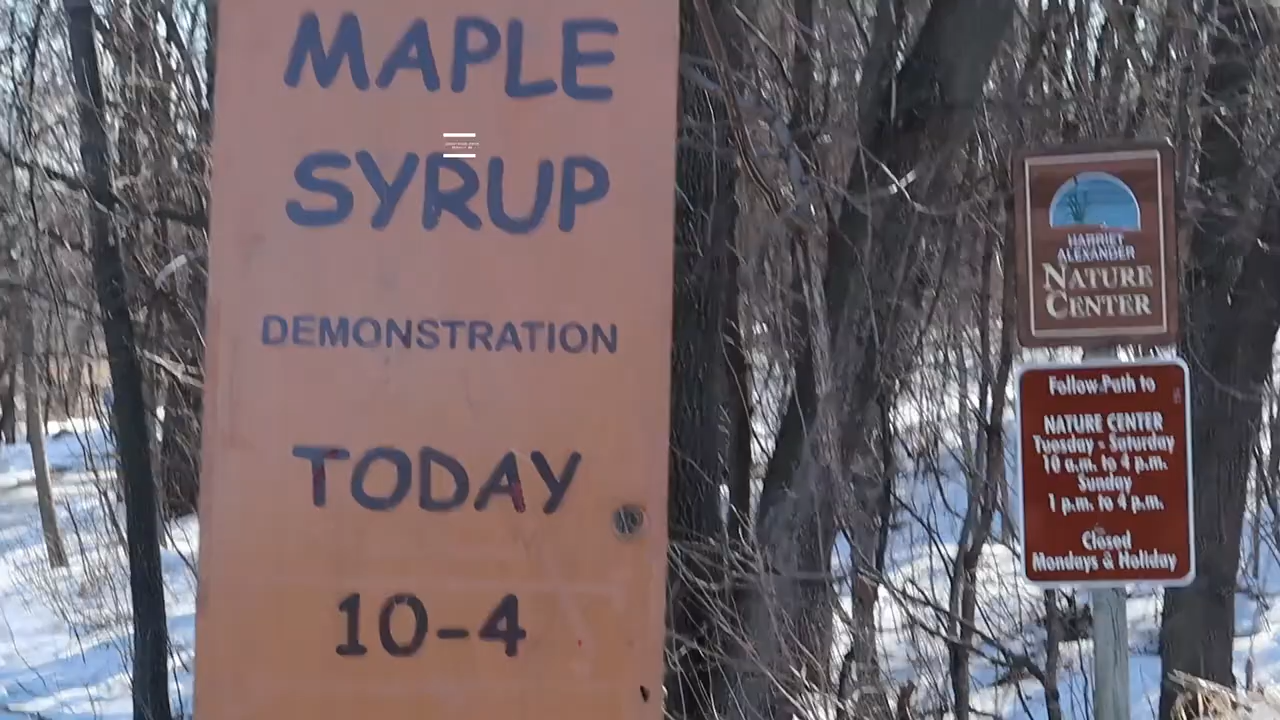 MAPLE
SYRUP
DEMONSTRATION
TODAY
10-4
HARRIET
ALEXANDER
NATURE
CENTER
Follow Path to
NATURE CENTER
Tuesday - Saturday
10 a.m. to 4 p.m.
Sunday
1 p.m. to 4 p.m.
Closed
Mondays & Holiday